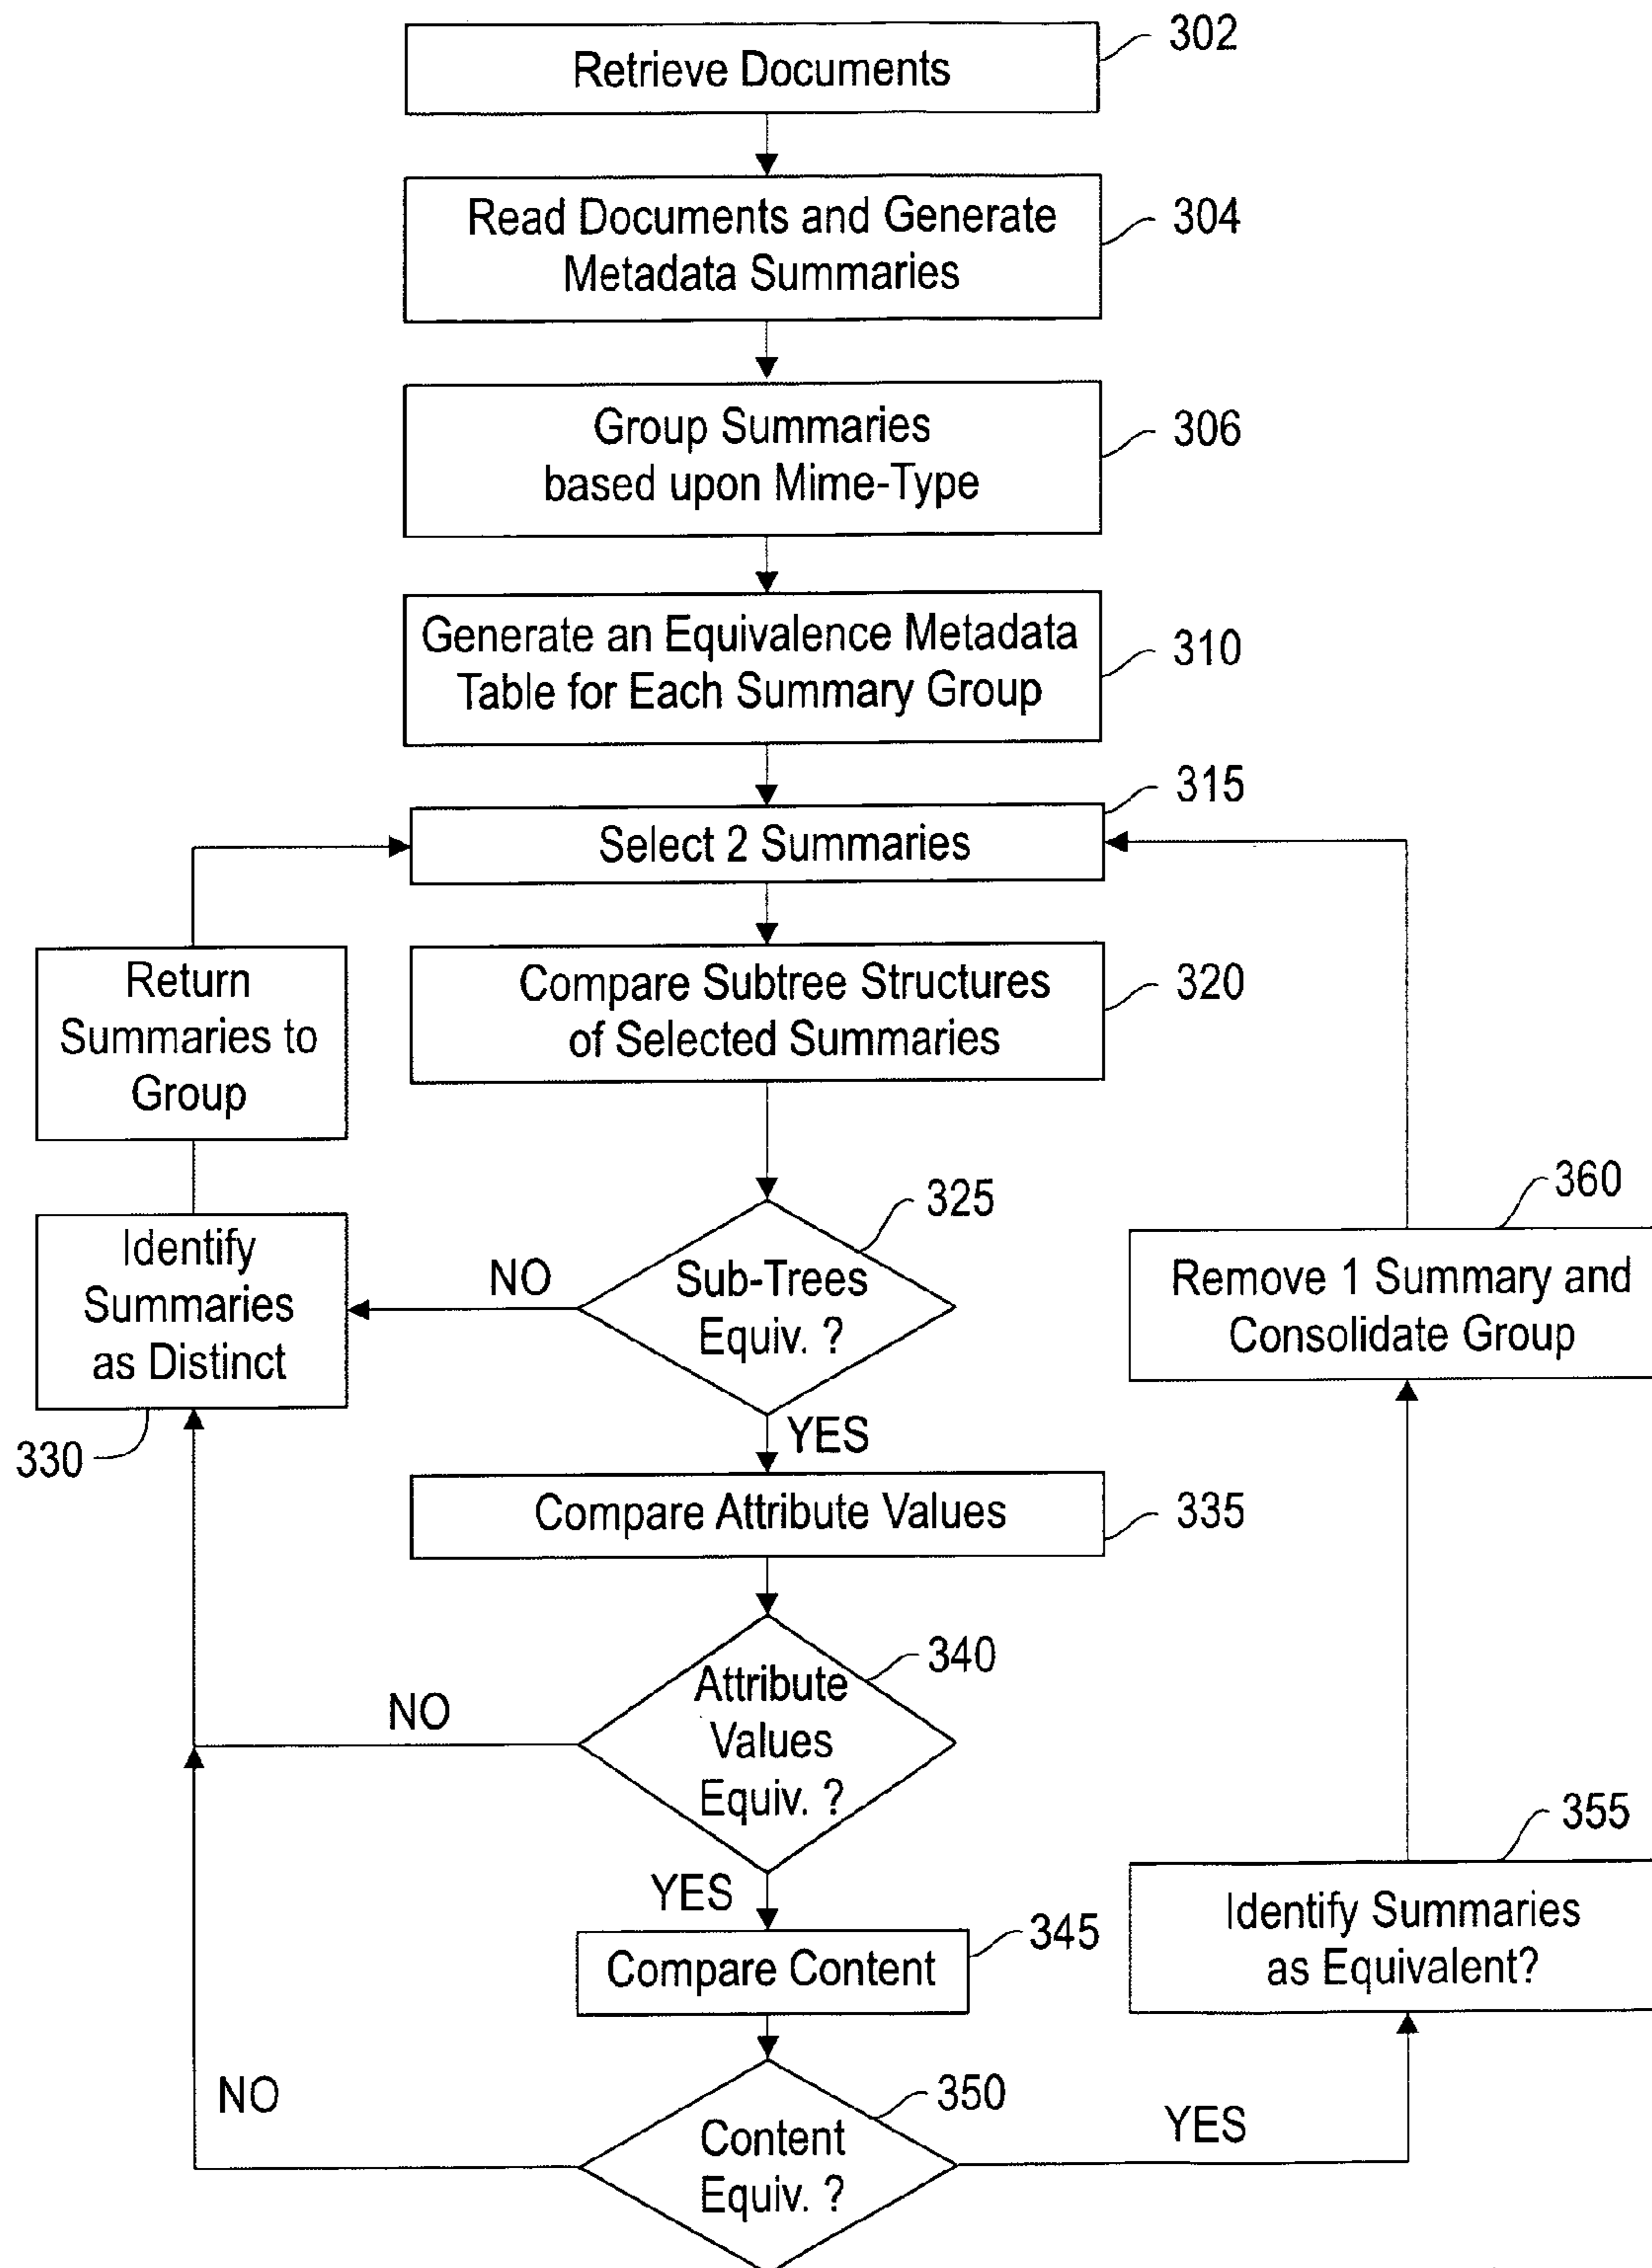 302
Retrieve Documents
304
Read Documents and Generate
Metadata Summaries
306
Group Summaries
based upon Mime-Type
310
Generate an Equivalence Metadata
Table for Each Summary Group
315
Select 2 Summaries
320
Compare Subtree Structures
of Selected Summaries
Return
Summaries to
Group
325
Sub-Trees
Equiv. ?
NO
YES
Identify
Summaries
as Distinct
330
360
Remove 1 Summary and
Consolidate Group
335
Compare Attribute Values
340
Attribute
Values
Equiv. ?
NO
YES
345
Compare Content
355
Identify Summaries
as Equivalent?
350
Content
Equiv. ?
NO
YES